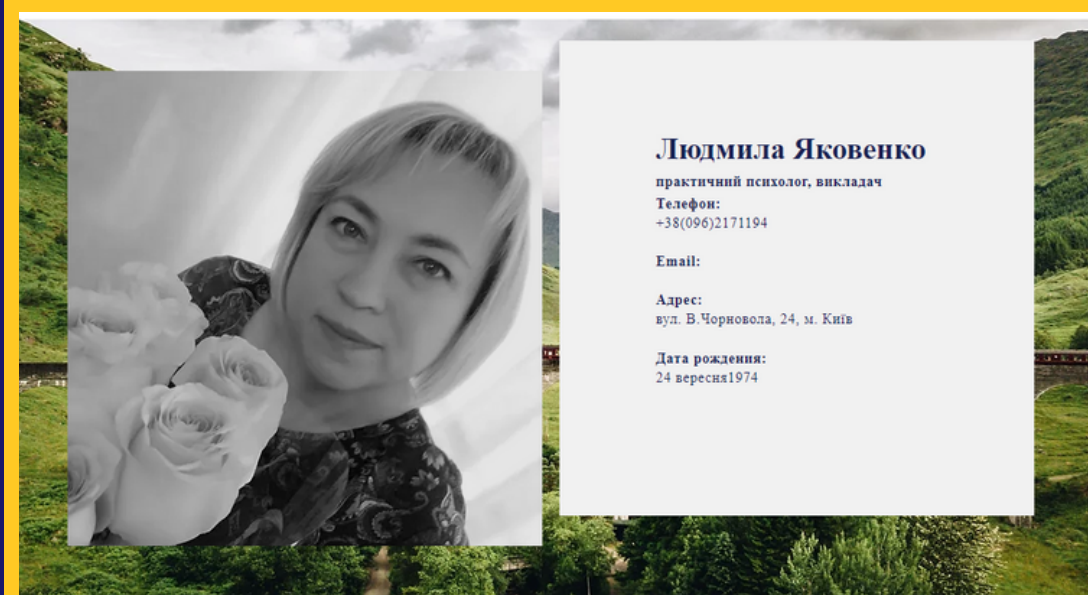 Людмила Яковенко
практичний психолог, викладач
Телефон:
+38(096)2171194
Email:
Адрес:
вул. В.Чорновола, 24, м. Київ
Дата рождения:
24 вересня1974